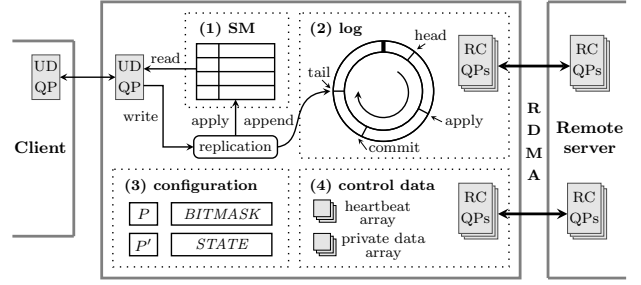 (1) SM
(2) log
head
RC
QPs
RC
QPs
UD
QP
UD
QP
read
tail
write
apply
append
apply
replication
commit
Client
R
D
M
A
Remote
server
(3) configuration
P
BITMASK
P′
STATE
(4) control data
heartbeat
array
private data
array
RC
QPs
RC
QPs